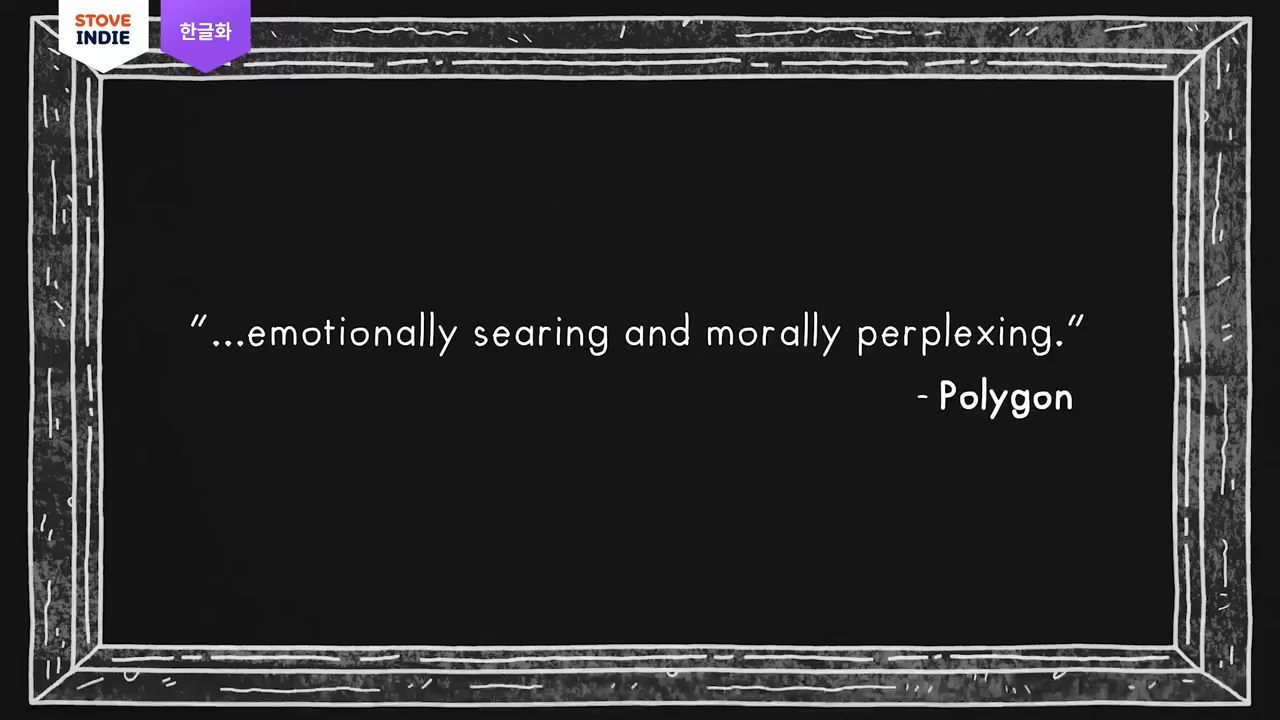 STOVE
INDIE
한글화
"...emotionally searing and morally perplexing."
- Polygon